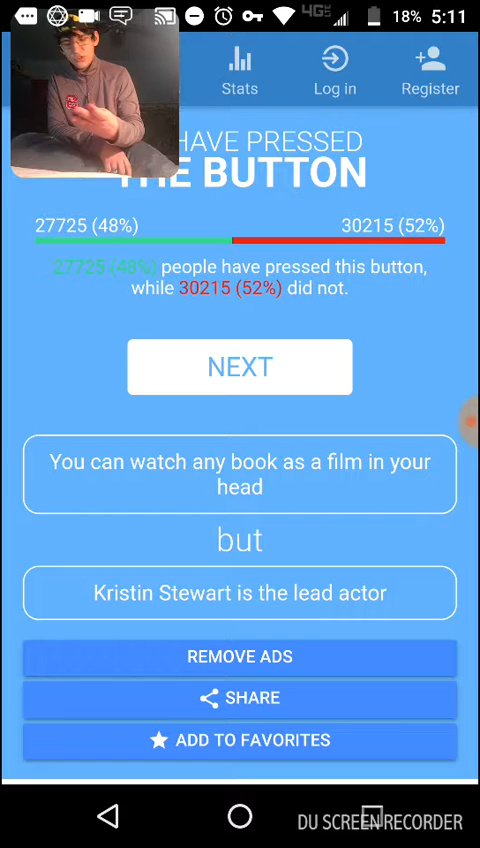 4G
18% 5:11
Stats
Log in
Register
HAVE PRESSED
THE BUTTON
27725 (48%)
30215 (52%)
27725 (48%) people have pressed this button,
while 30215 (52%) did not.
NEXT
You can watch any book as a film in your
head
but
Kristin Stewart is the lead actor
REMOVE ADS
SHARE
ADD TO FAVORITES
DU SCREEN RECORDER